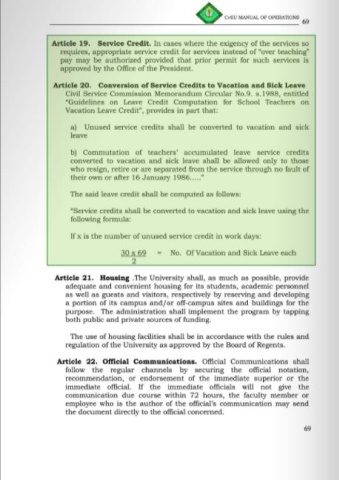 CvSU MANUAL OF OPERATIONS
69
Article 19. Service Credit. In cases where the exigency of the services so
requires, appropriate service credit for services instead of "over teaching"
pay may be authorized provided that prior permit for such services is
approved by the Office of the President.
Article 20. Conversion of Service Credits to Vacation and Sick Leave
Civil Service Commission Memorandum Circular No.9. s.1988, entitled
"Guidelines on Leave Credit Computation for School Teachers on
Vacation Leave Credit", provides in part that:
a) Unused service credits shall be converted to vacation and sick
leave
b) Commutation of teachers' accumulated leave service credits
converted to vacation and sick leave shall be allowed only to those
who resign, retire or are separated from the service through no fault of
their own or after 16 January 1986....."
The said leave credit shall be computed as follows:
"Service credits shall be converted to vacation and sick leave using the
following formula:
If x is the number of unused service credit in work days:
30 x 69 = No. Of Vacation and Sick Leave each
2
Article 21. Housing .The University shall, as much as possible, provide
adequate and convenient housing for its students, academic personnel
as well as guests and visitors, respectively by reserving and developing
a portion of its campus and/or off-campus sites and buildings for the
purpose. The administration shall implement the program by tapping
both public and private sources of funding.
The use of housing facilities shall be in accordance with the rules and
regulation of the University as approved by the Board of Regents.
Article 22. Official Communications. Official Communications shall
follow the regular channels by securing the official notation,
recommendation, or endorsement of the immediate superior or the
immediate official. If the immediate officials will not give the
communication due course within 72 hours, the faculty member or
employee who is the author of the official's communication may send
the document directly to the official concerned.
69